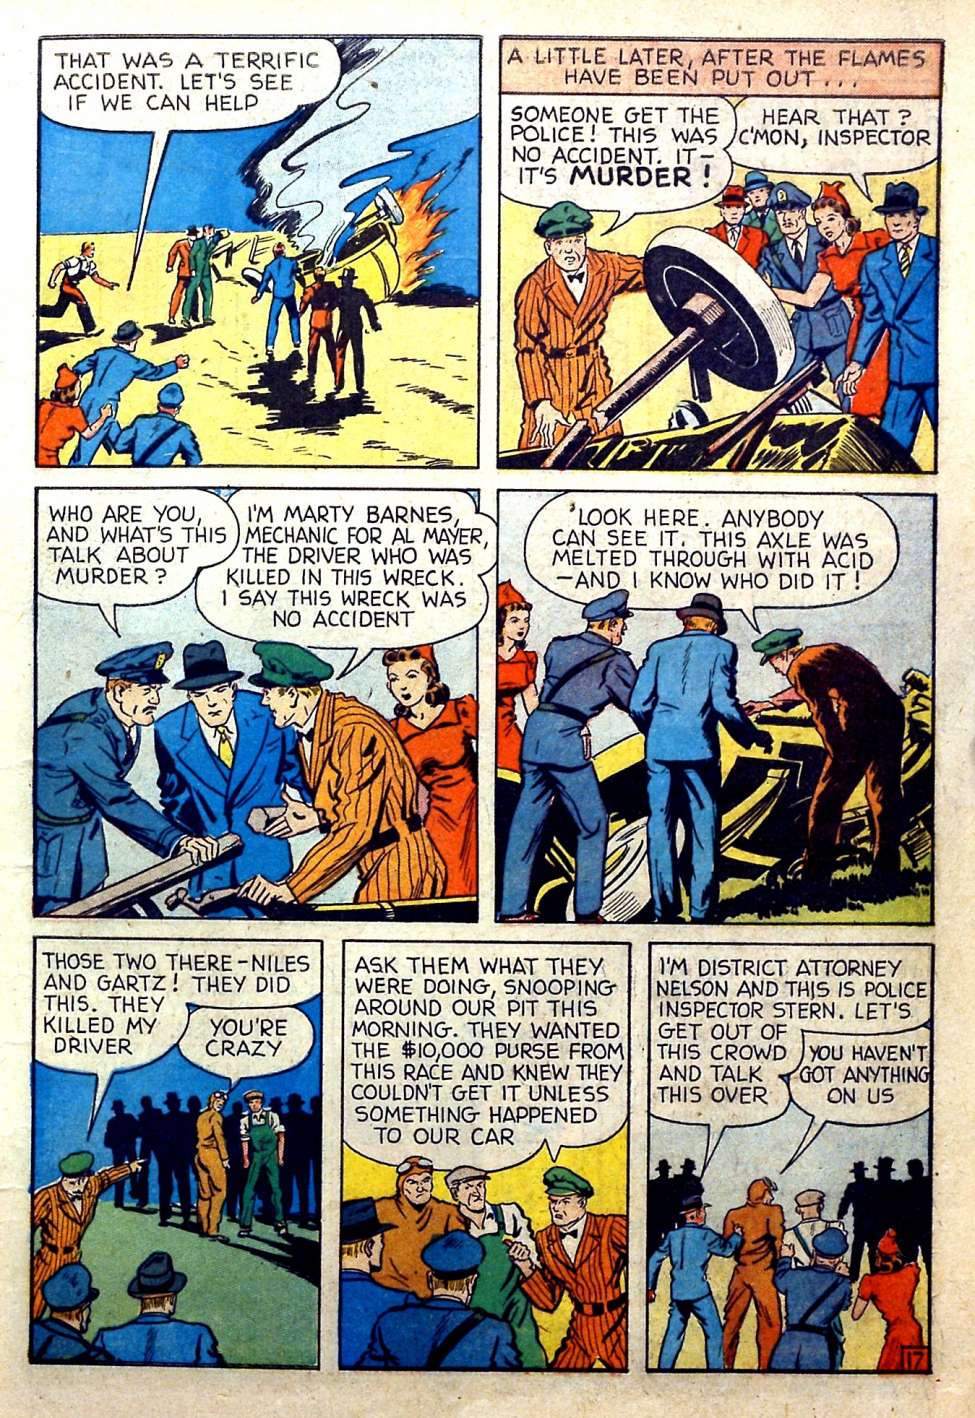 THAT WAS A TERRIFIC
ACCIDENT. LET'S SEE
IF WE CAN HELP
A LITTLE LATER, AFTER THE FLAMES
HAVE BEEN PUT OUT...
SOMEONE GET THE
POLICE! THIS WAS
NO ACCIDENT. IT—
IT'S MURDER!
HEAR THAT?
C'MON, INSPECTOR
WHO ARE YOU,
AND WHAT'S THIS
TALK ABOUT
MURDER?
I'M MARTY BARNES,
MECHANIC FOR AL MAYER,
THE DRIVER WHO WAS
KILLED IN THIS WRECK.
I SAY THIS WRECK WAS
NO ACCIDENT
LOOK HERE. ANYBODY
CAN SEE IT. THIS AXLE WAS
MELTED THROUGH WITH ACID
—AND I KNOW WHO DID IT!
THOSE TWO THERE—NILES
AND GARTZ! THEY DID
THIS. THEY
KILLED MY
DRIVER
YOU'RE
CRAZY
ASK THEM WHAT THEY
WERE DOING, SNOOPING
AROUND OUR PIT THIS
MORNING. THEY WANTED
THE $10,000 PURSE FROM
THIS RACE AND KNEW THEY
COULDN'T GET IT UNLESS
SOMETHING HAPPENED
TO OUR CAR
I'M DISTRICT ATTORNEY
NELSON AND THIS IS POLICE
INSPECTOR STERN. LET'S
GET OUT OF
THIS CROWD
AND TALK
THIS OVER
YOU HAVEN'T
GOT ANYTHING
ON US
17